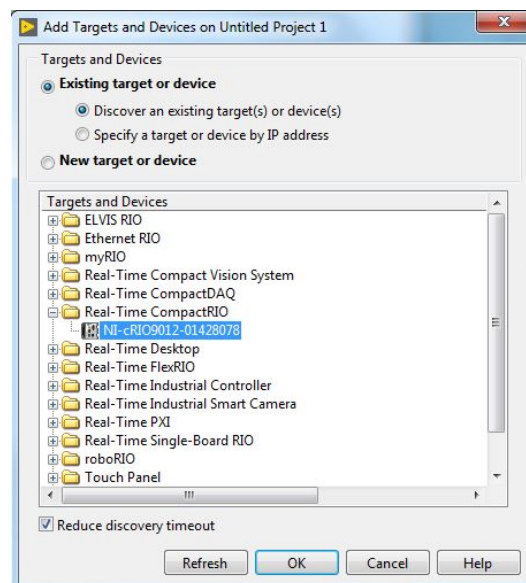 Add Targets and Devices on Untitled Project 1
Targets and Devices
Existing target or device
Discover an existing target(s) or device(s)
Specify a target or device by IP address
New target or device
Targets and Devices
ELVIS RIO
Ethernet RIO
myRIO
Real-Time Compact Vision System
Real-Time CompactDAQ
Real-Time CompactRIO
NI-cRIO9012-01428078
Real-Time Desktop
Real-Time FlexRIO
Real-Time Industrial Controller
Real-Time Industrial Smart Camera
Real-Time PXI
Real-Time Single-Board RIO
roboRIO
Touch Panel
Reduce discovery timeout
Refresh OK Cancel Help